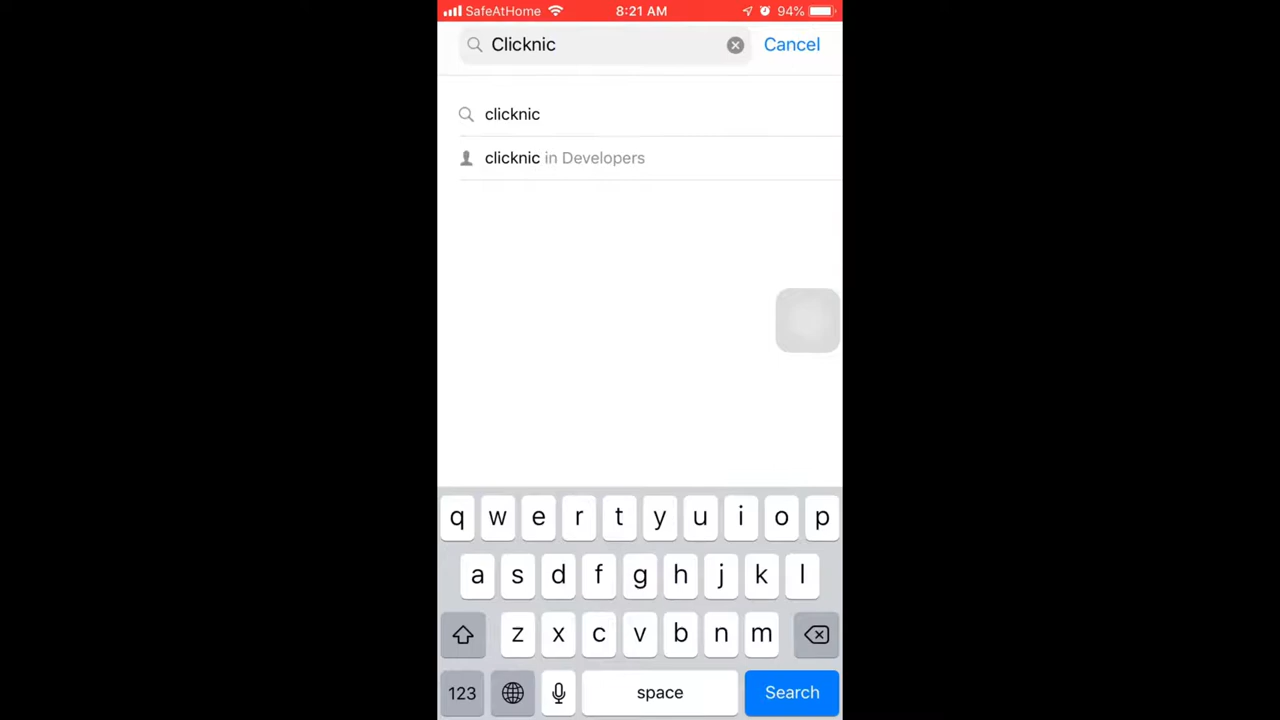 SafeAtHome 8:21 AM 94%
Clicknic Cancel
clicknic
clicknic in Developers
q w e r t y u i o p
a s d f g h j k l
z x c v b n m
123 space Search